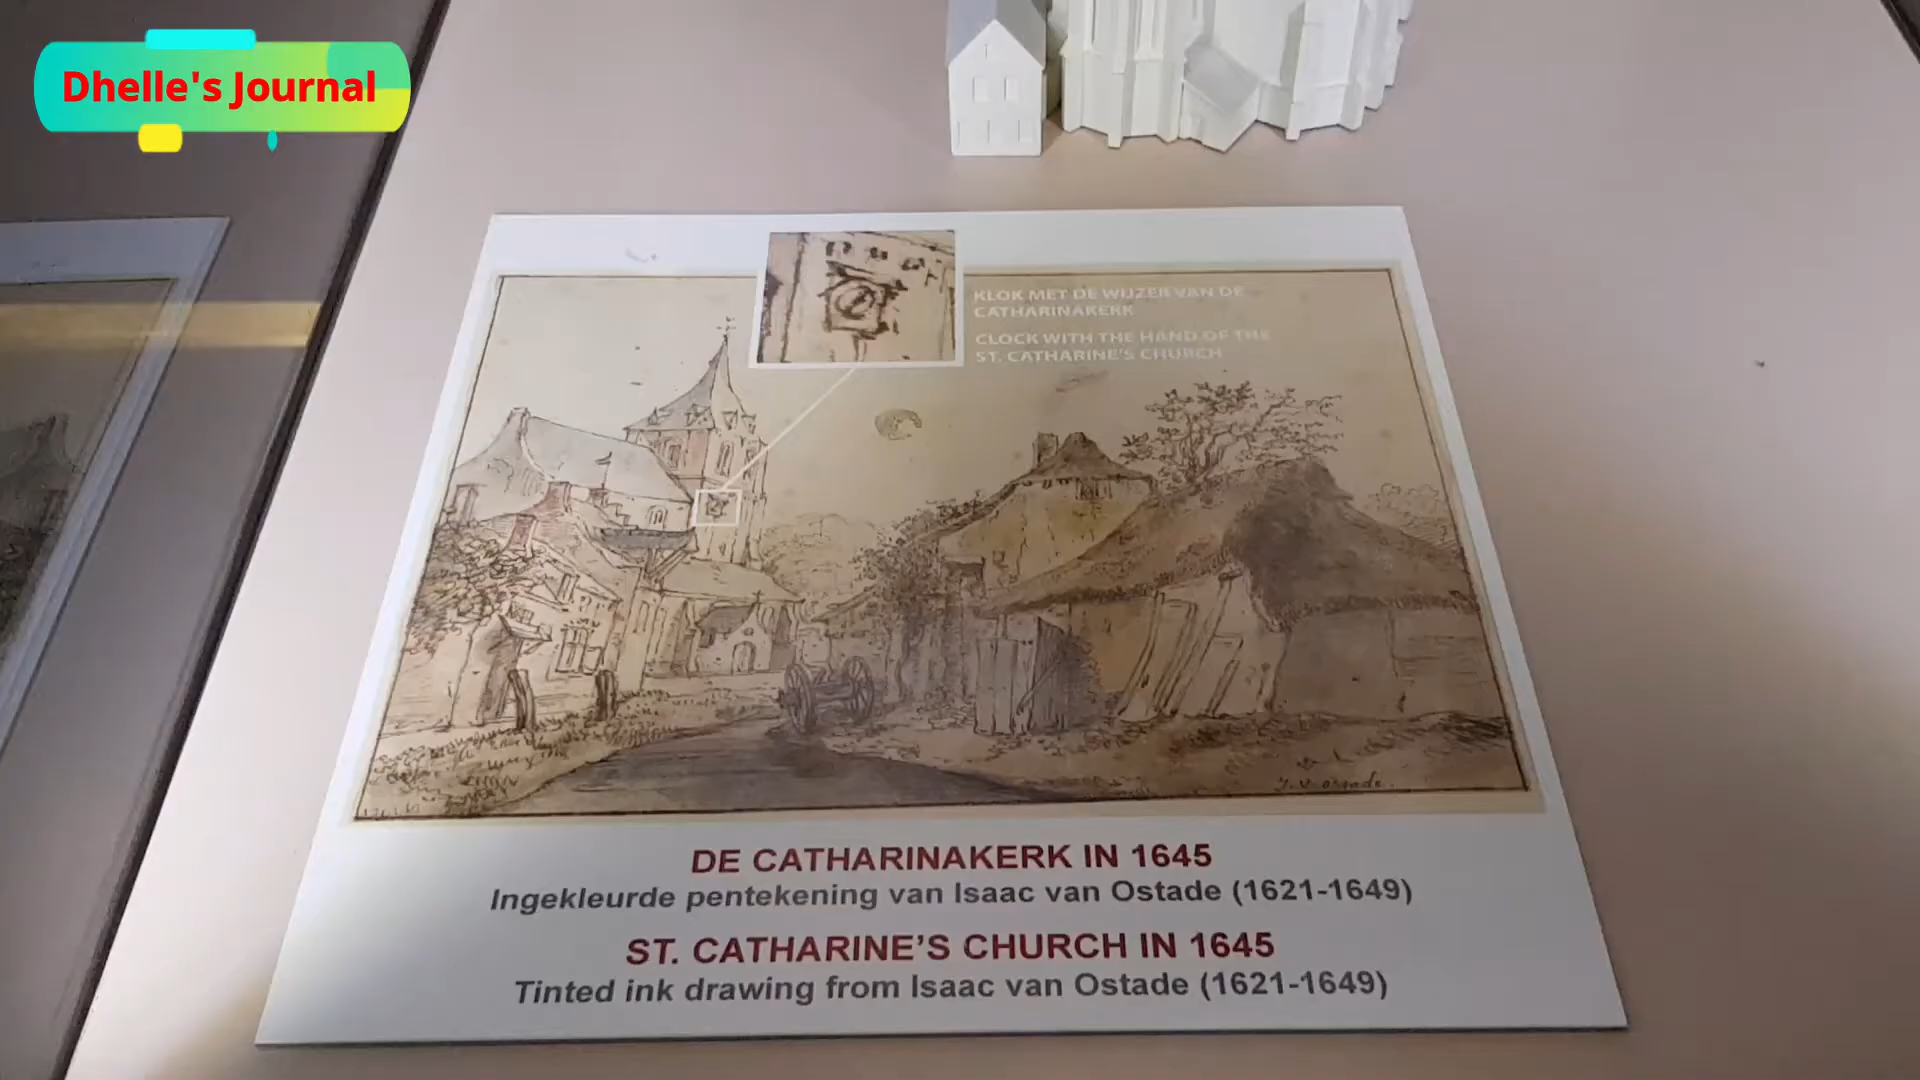 Dhelle's Journal
KLOK MET DE WIJZER VAN DE
CATHARINAKERK
CLOCK WITH THE HAND OF THE
ST. CATHARINE'S CHURCH
J. v. ostade.
DE CATHARINAKERK IN 1645
Ingekleurde pentekening van Isaac van Ostade (1621-1649)
ST. CATHARINE'S CHURCH IN 1645
Tinted ink drawing from Isaac van Ostade (1621-1649)